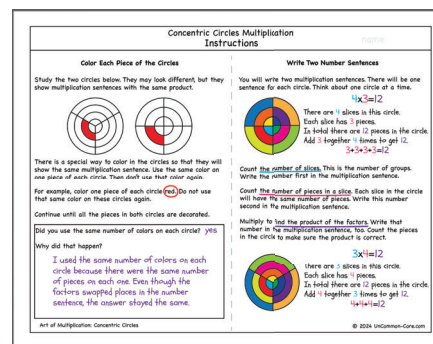 Concentric Circles Multiplication
Instructions
name
Color Each Piece of the Circles
Study the two circles below. They may look different, but they
show multiplication sentences with the same product.
There is a special way to color in the circles so that they will
show the same multiplication sentence. Use the same color on
one piece of each circle. Then don't use that color again.
For example, color one piece of each circle red. Do not use
that same color on these circles again.
Continue until all the pieces in both circles are decorated.
Did you use the same number of colors on each circle? yes
Why did that happen?
I used the same number of colors on each
circle because there were the same number
of pieces on each one. Even though the
factors swapped places in the number
sentence, the answer stayed the same.
Art of Multiplication: Concentric Circles
Write Two Number Sentences
You will write two multiplication sentences. There will be one
sentence for each circle. Think about one circle at a time.
4x3=12
There are 4 slices in this circle.
Each slice has 3 pieces.
In total there are 12 pieces in the circle.
Add 3 together 4 times to get 12.
3+3+3+3=12
Count the number of slices. This is the number of groups.
Write the number first in the multiplication sentence.
Count the number of pieces in a slice. Each slice in the circle
will have the same number of pieces. Write this number
second in the multiplication sentence.
Multiply to find the product of the factors. Write that
number in the multiplication sentence, too. Count the pieces
in the circle to make sure the product is correct.
3x4=12
There are 3 slices in this circle.
Each slice has 4 pieces.
In total there are 12 pieces in the circle.
Add 4 together 3 times to get 12.
4+4+4=12
© 2024 UnCommon-Core.com